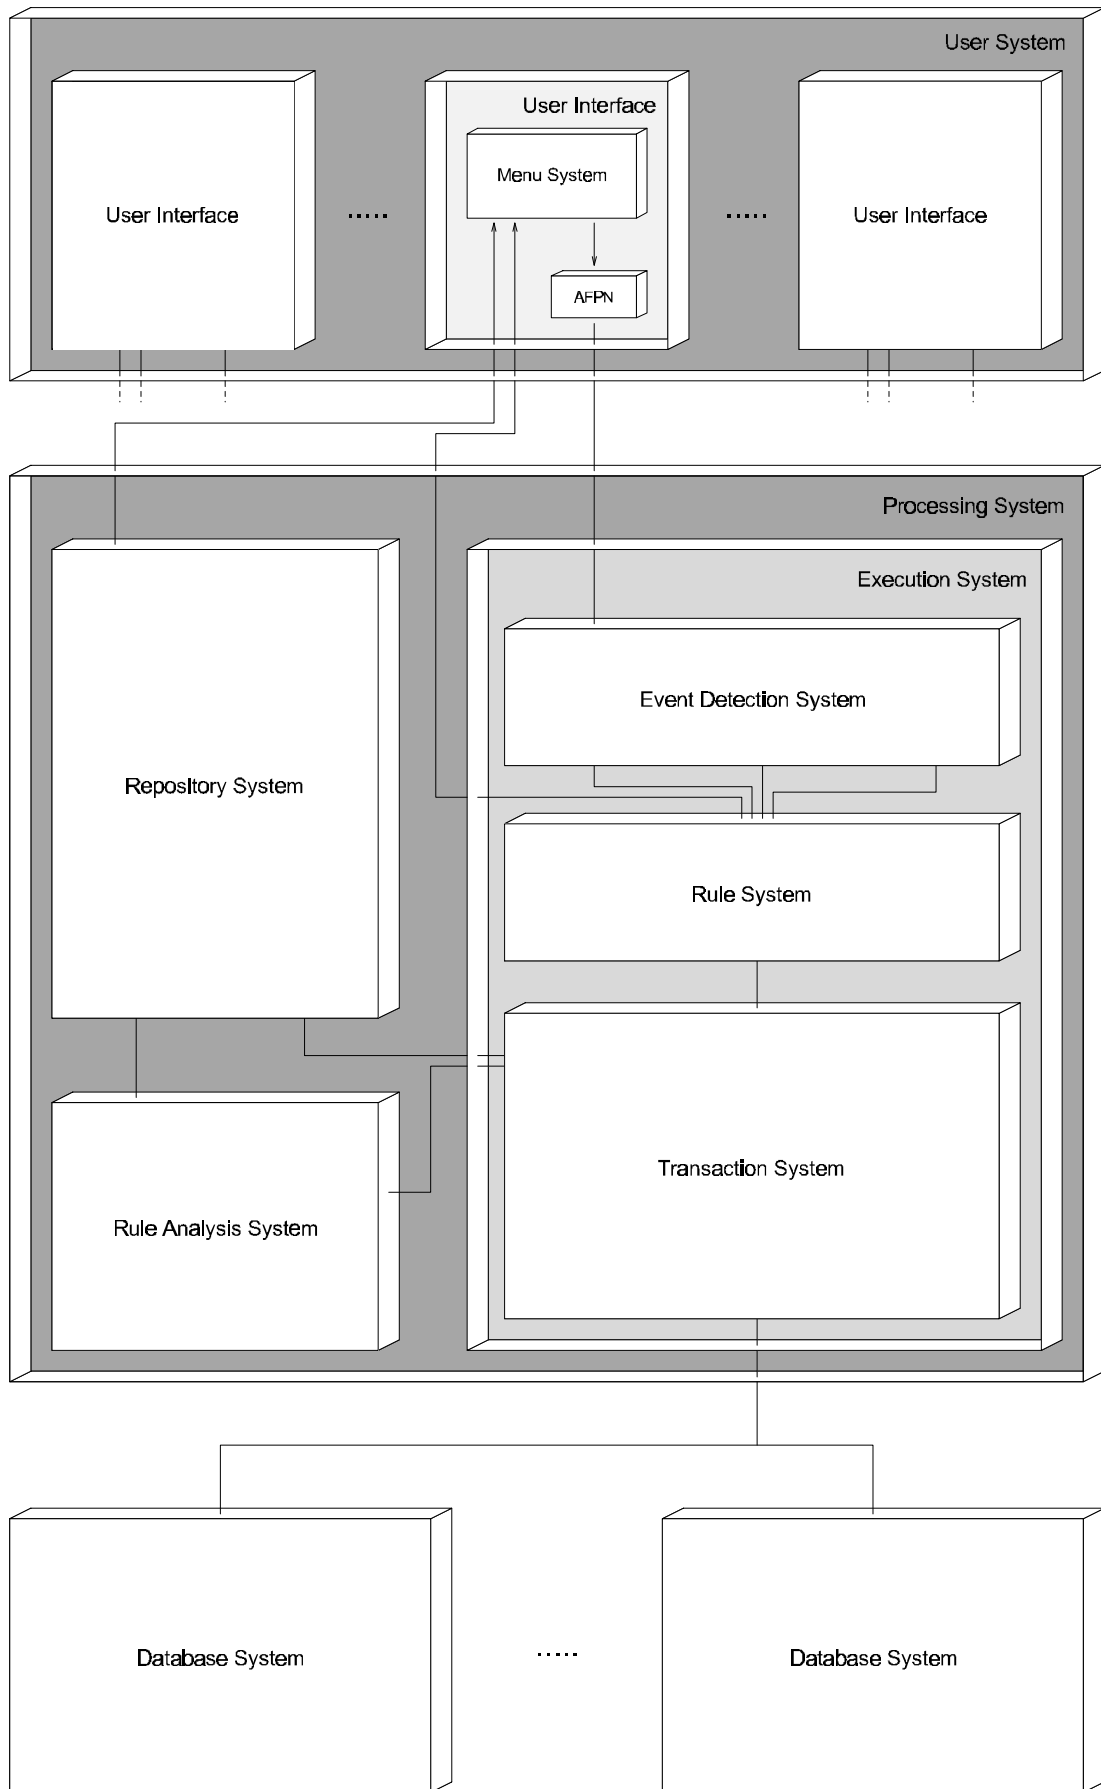 User System
User Interface
Menu System
User Interface
.....
.....
User Interface
AFPN
Processing System
Execution System
Event Detection System
Repository System
Rule System
Transaction System
Rule Analysis System
Database System
.....
Database System